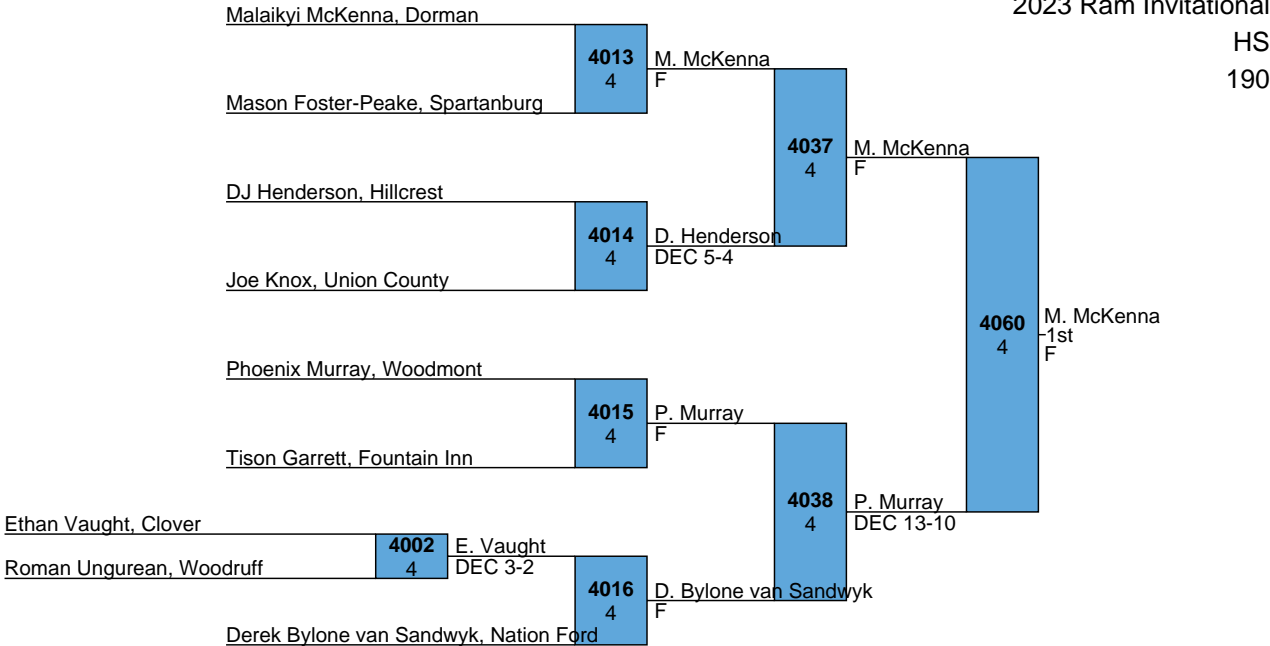 2023 Ram Invitational
HS
190
Malaikyi McKenna, Dorman
4013
4
M. McKenna
F
Mason Foster-Peake, Spartanburg
4037
4
M. McKenna
F
DJ Henderson, Hillcrest
4014
4
D. Henderson
DEC 5-4
Joe Knox, Union County
4060
4
M. McKenna
1st
F
Phoenix Murray, Woodmont
4015
4
P. Murray
F
Tison Garrett, Fountain Inn
4038
4
P. Murray
DEC 13-10
Ethan Vaught, Clover
4002
4
E. Vaught
DEC 3-2
Roman Ungurean, Woodruff
4016
4
D. Bylone van Sandwyk
F
Derek Bylone van Sandwyk, Nation Ford